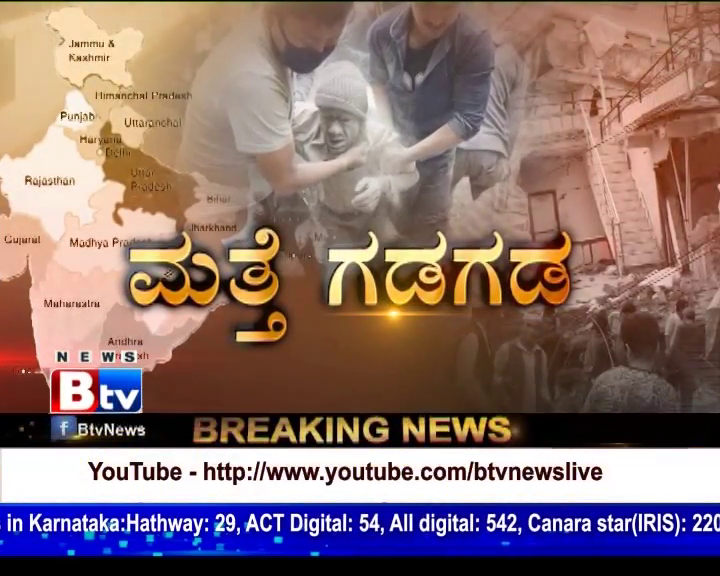 Jammu &
Kashmir
Himanchal Pradesh
Punjab
Uttaranchal
Haryana
Delhi
Rajasthan
Uttar
Pradesh
Bihar
Jharkhand
Gujarat
Madhya Prad
ಮತ್ತೆ ಗಡಗಡ
Maharastra
Andhra
NEWS
Btv
f BtvNews
BREAKING NEWS
YouTube - http://www.youtube.com/btvnewslive
s in Karnataka:Hathway: 29, ACT Digital: 54, All digital: 542, Canara star(IRIS): 220